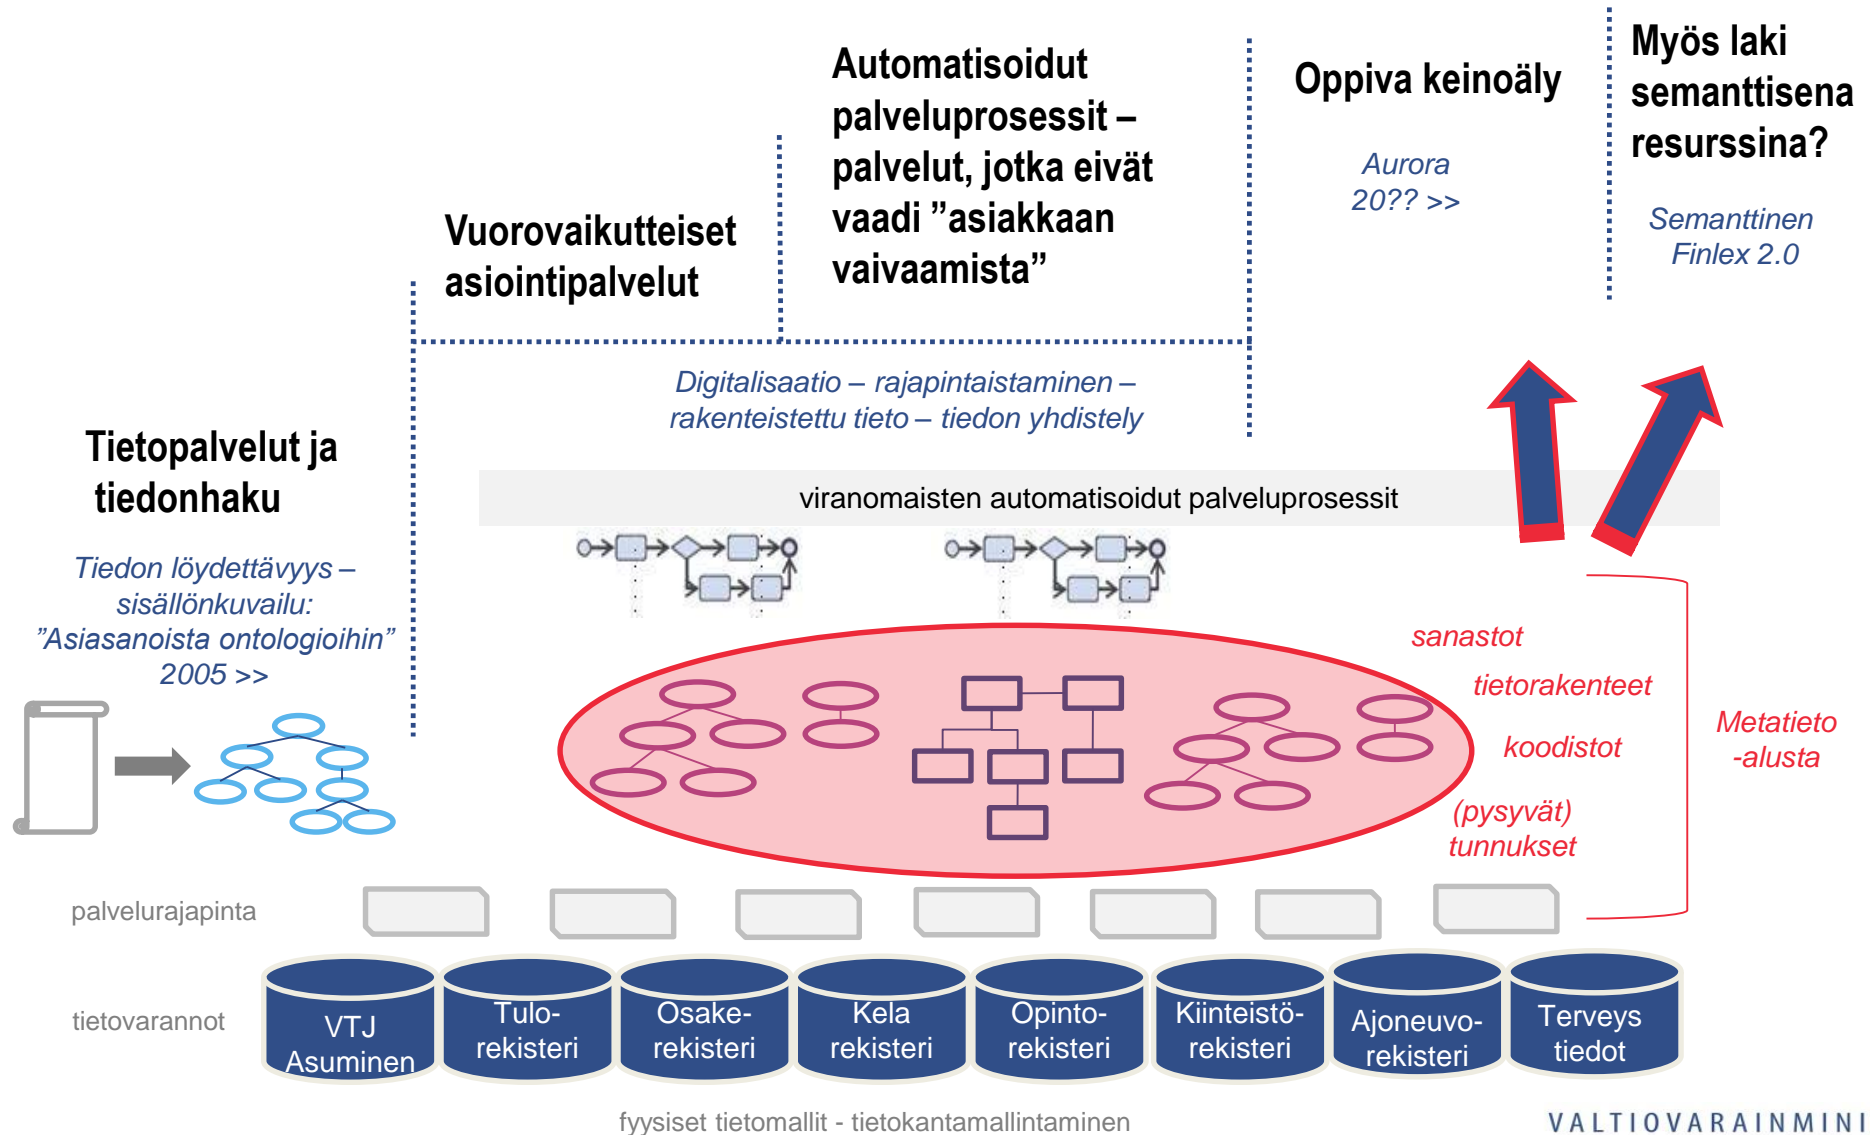 Tietopalvelut ja
tiedonhaku
Tiedon löydettävyys –
sisällönkuvailu:
”Asiasanoista ontologioihin”
2005 >>
Vuorovaikutteiset
asiointipalvelut
Automatisoidut
palveluprosessit –
palvelut, jotka eivät
vaadi ”asiakkaan
vaivaamista”
Digitalisaatio – rajapintaistaminen –
rakenteistettu tieto – tiedon yhdistely
Oppiva keinoäly
Aurora
20?? >>
Myös laki
semanttisena
resurssina?
Semanttinen
Finlex 2.0
viranomaisten automatisoidut palveluprosessit
sanastot
tietorakenteet
koodistot
(pysyvät)
tunnukset
Metatieto
-alusta
palvelurajapinta
tietovarannot
VTJ
Asuminen
Tulo-
rekisteri
Osake-
rekisteri
Kela
rekisteri
Opinto-
rekisteri
Kiinteistö-
rekisteri
Ajoneuvo-
rekisteri
Terveys
tiedot
fyysiset tietomallit - tietokantamallintaminen
VALTIOVARAINMINI